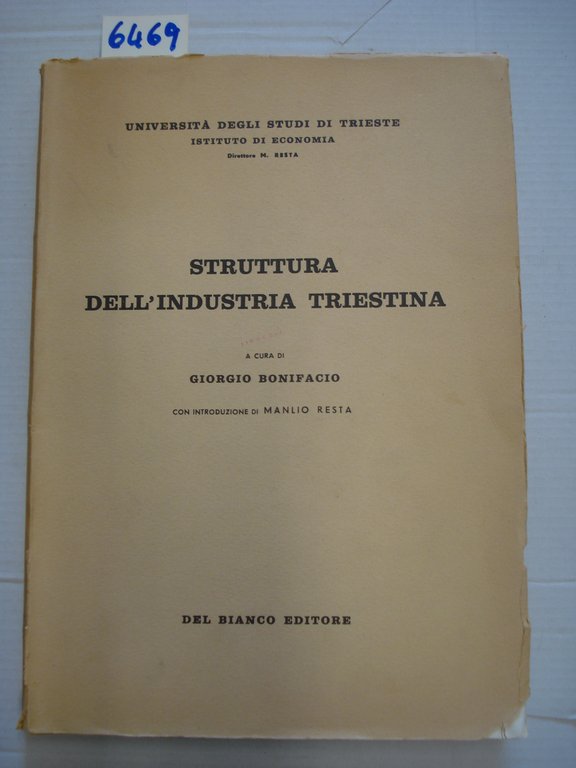 6469
UNIVERSITÀ DEGLI STUDI DI TRIESTE
ISTITUTO DI ECONOMIA
Direttore M. RESTA
STRUTTURA
DELL'INDUSTRIA TRIESTINA
A CURA DI
GIORGIO BONIFACIO
CON INTRODUZIONE DI MANLIO RESTA
DEL BIANCO EDITORE